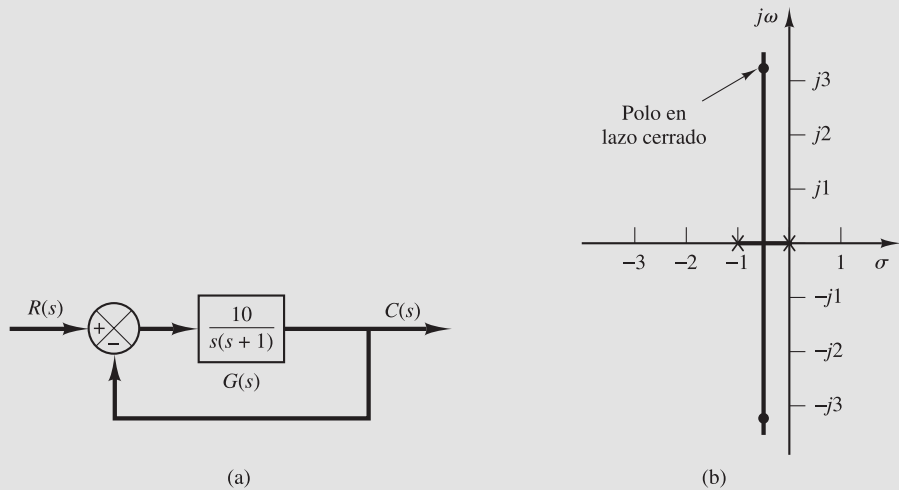 R(s)
+
−
10
s(s + 1)
G(s)
C(s)
(a)
jω
j3
Polo en
lazo cerrado
j2
j1
−3 −2 −1 1 σ
−j1
−j2
−j3
(b)